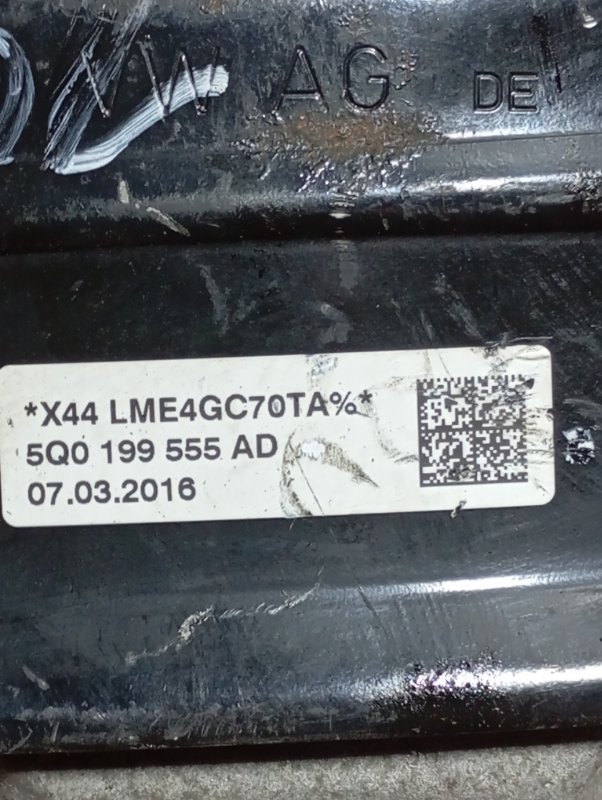 VW AG DE
*X44 LME4GC70TA%*
5Q0 199 555 AD
07.03.2016